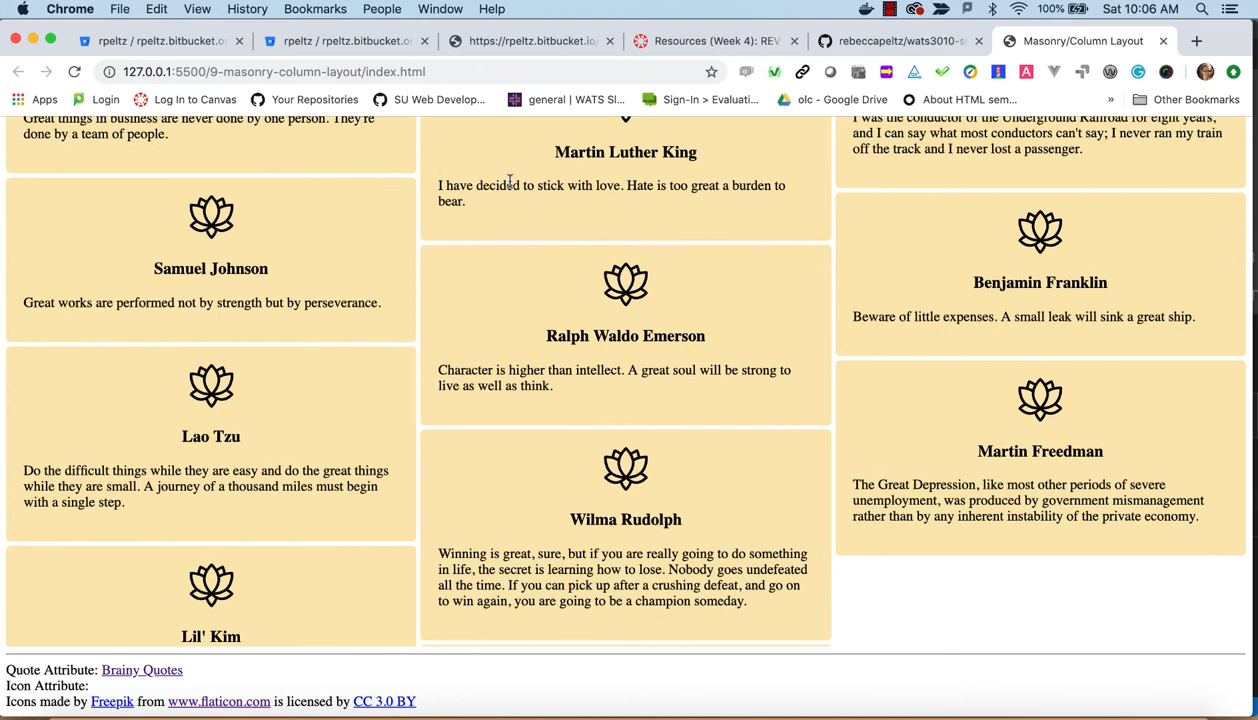 Chrome File Edit View History Bookmarks People Window Help 100% Sat 10:06 AM
rpeltz / rpeltz.bitbucket.or
rpeltz / rpeltz.bitbucket.or
https://rpeltz.bitbucket.io/
Resources (Week 4): REV
rebeccapeltz/wats3010-s
Masonry/Column Layout
127.0.0.1:5500/9-masonry-column-layout/index.html
Apps Login Log In to Canvas Your Repositories SU Web Develop... general | WATS Sl... Sign-In > Evaluati... olc - Google Drive About HTML sem... » Other Bookmarks
Great things in business are never done by one person. They're
done by a team of people.
Samuel Johnson
Great works are performed not by strength but by perseverance.
Lao Tzu
Do the difficult things while they are easy and do the great things
while they are small. A journey of a thousand miles must begin
with a single step.
Lil' Kim
Martin Luther King
I have decided to stick with love. Hate is too great a burden to
bear.
Ralph Waldo Emerson
Character is higher than intellect. A great soul will be strong to
live as well as think.
Wilma Rudolph
Winning is great, sure, but if you are really going to do something
in life, the secret is learning how to lose. Nobody goes undefeated
all the time. If you can pick up after a crushing defeat, and go on
to win again, you are going to be a champion someday.
I was the conductor of the Underground Railroad for eight years,
and I can say what most conductors can't say; I never ran my train
off the track and I never lost a passenger.
Benjamin Franklin
Beware of little expenses. A small leak will sink a great ship.
Martin Freedman
The Great Depression, like most other periods of severe
unemployment, was produced by government mismanagement
rather than by any inherent instability of the private economy.
Quote Attribute: Brainy Quotes
Icon Attribute:
Icons made by Freepik from www.flaticon.com is licensed by CC 3.0 BY